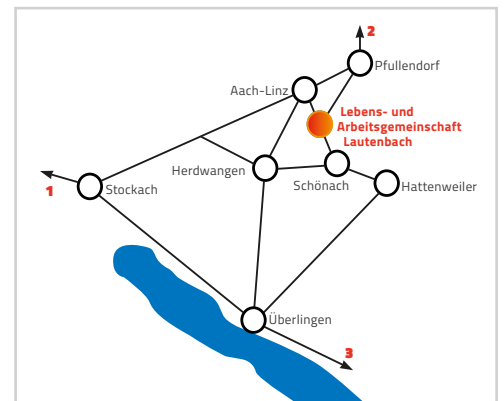 2
Pfullendorf
Aach-Linz
Lebens- und
Arbeitsgemeinschaft
Lautenbach
Herdwangen
Schönach
Hattenweiler
1
Stockach
Überlingen
3